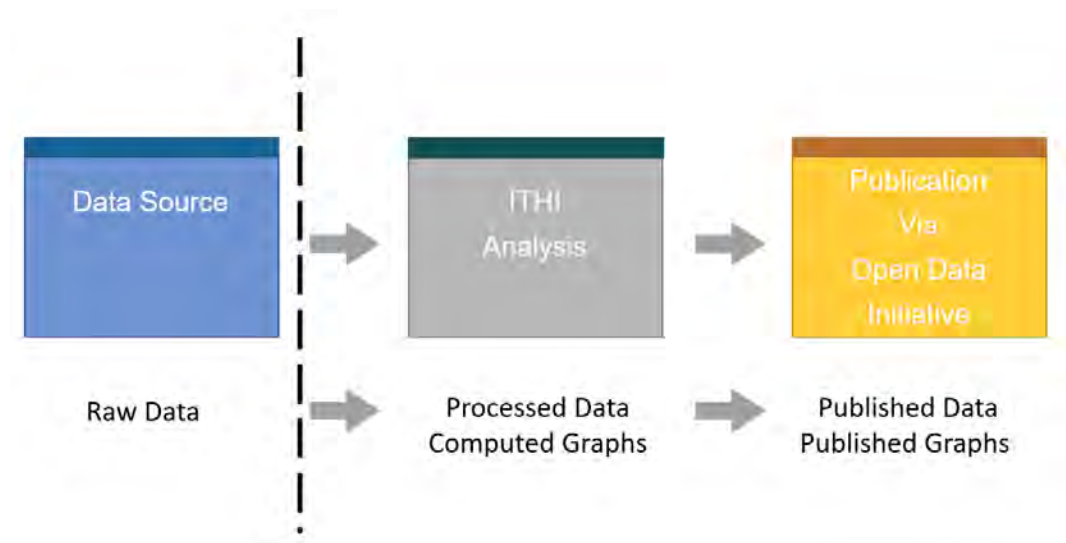 Data Source
ITHI
Analysis
Publication
Via
Open Data
Initiative
Raw Data
Processed Data
Computed Graphs
Published Data
Published Graphs